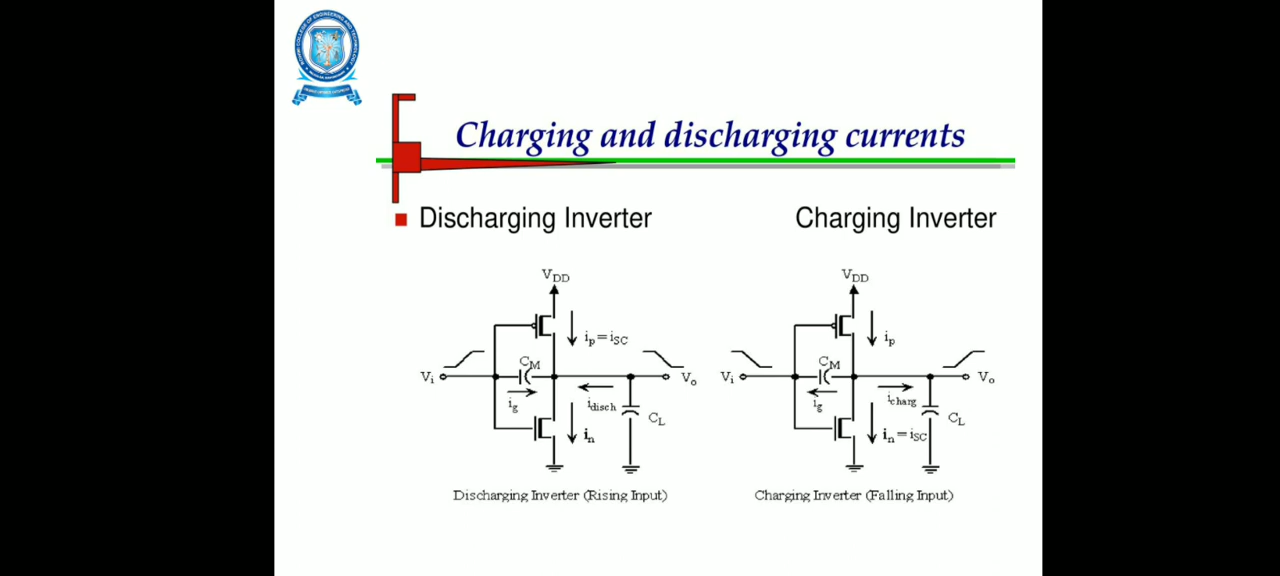 Charging and discharging currents
Discharging Inverter Charging Inverter
VDD VDD
ip=iSC ip
CM CM
Vi Vo Vi Vo
ig idisch CL ig icharg CL
in in=iSC
Discharging Inverter (Rising Input) Charging Inverter (Falling Input)